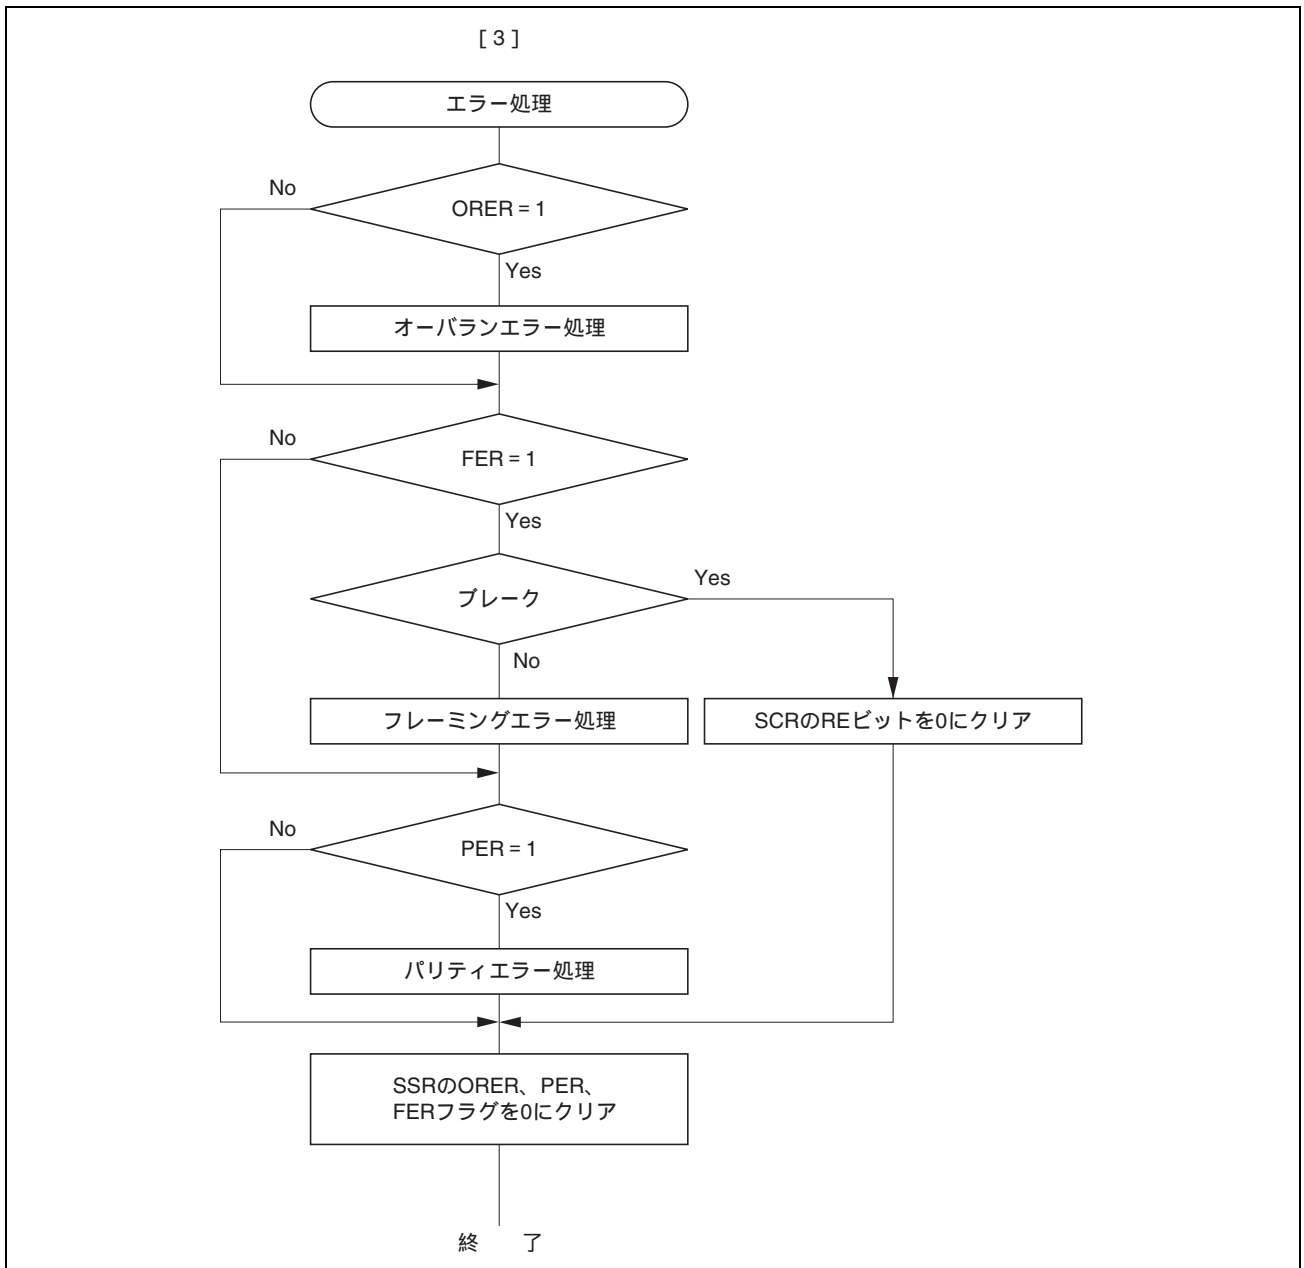 [ 3 ]
エラー処理
No
ORER = 1
Yes
オーバランエラー処理
No
FER = 1
Yes
ブレーク
Yes
No
フレーミングエラー処理
SCRのREビットを0にクリア
No
PER = 1
Yes
パリティエラー処理
SSRのORER、PER、
FERフラグを0にクリア
終 了